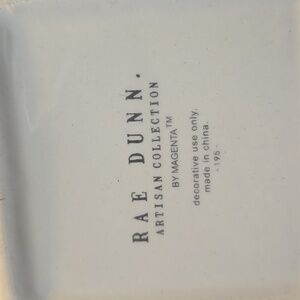 RAE DUNN.
ARTISAN COLLECTION
BY MAGENTA™
decorative use only.
made in china.
- 195 -